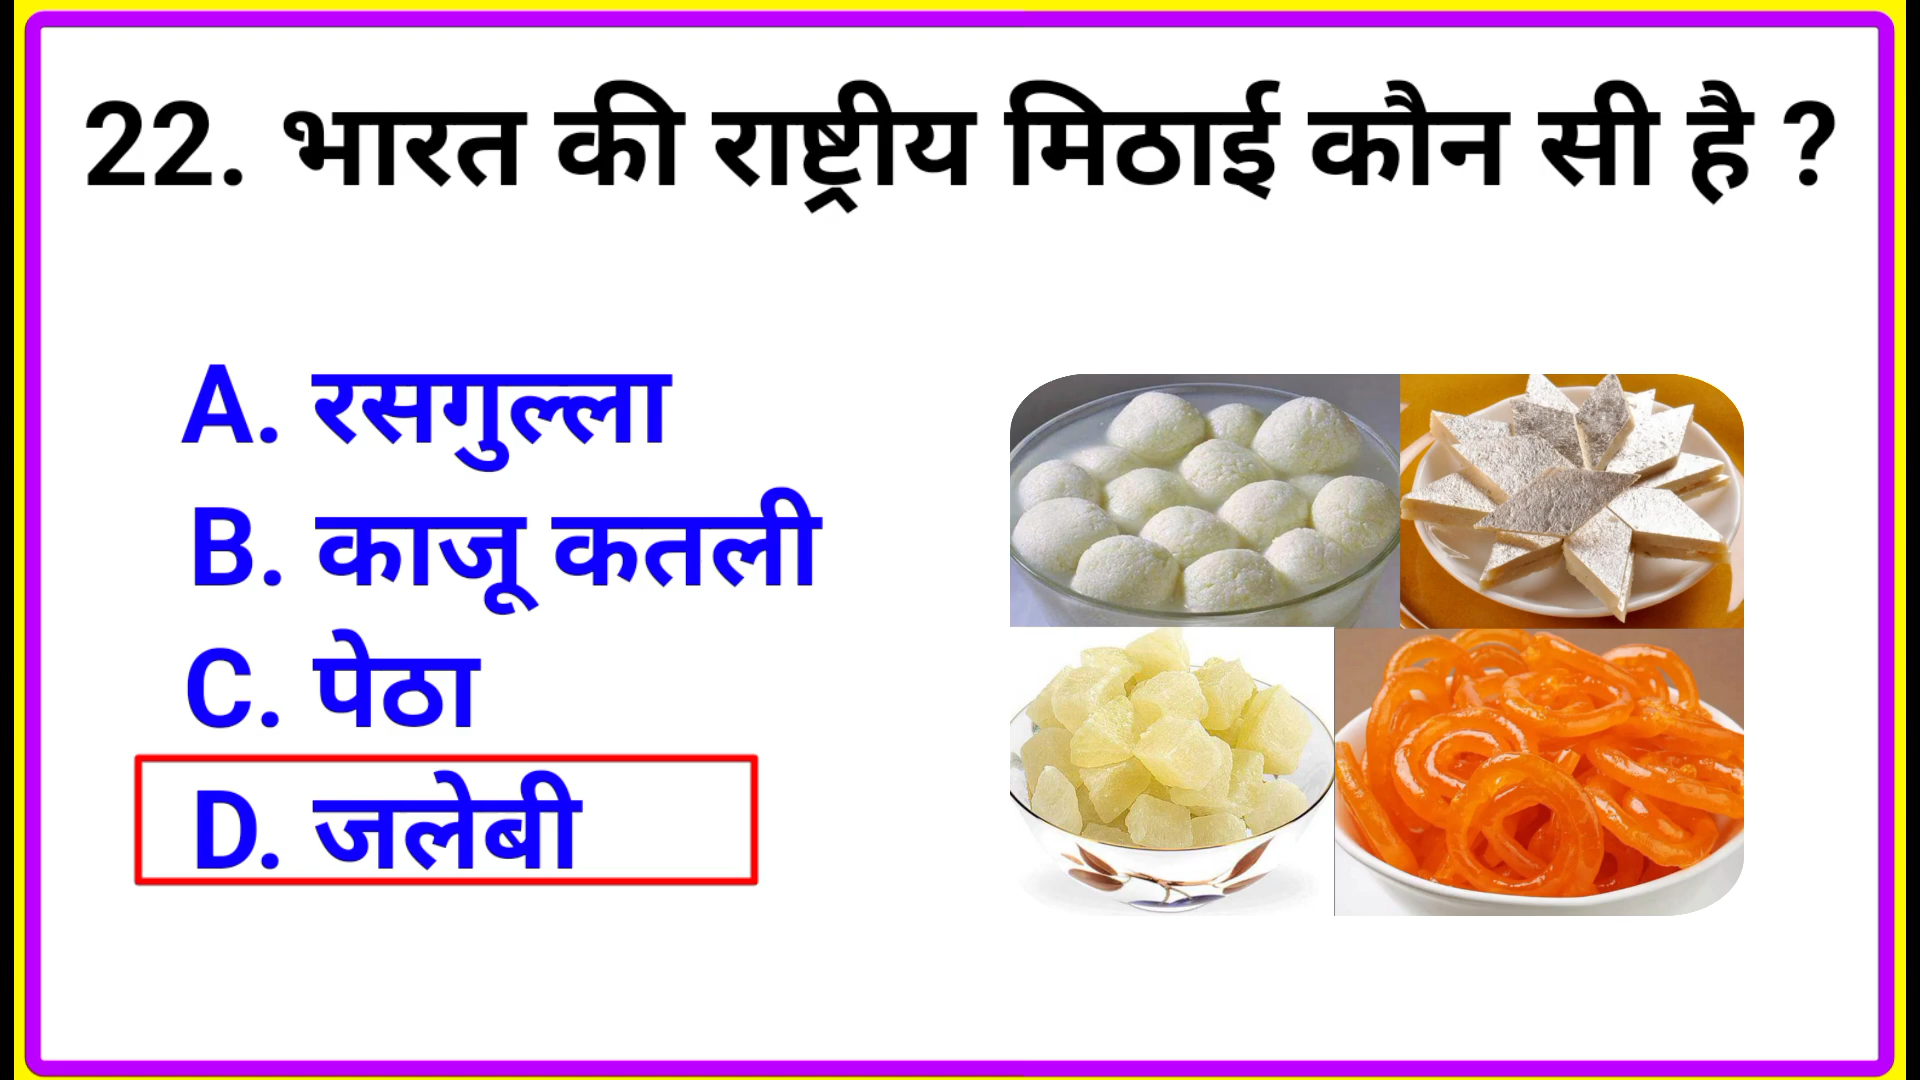 22. भारत की राष्ट्रीय मिठाई कौन सी है ?
A. रसगुल्ला
B. काजू कतली
C. पेठा
D. जलेबी